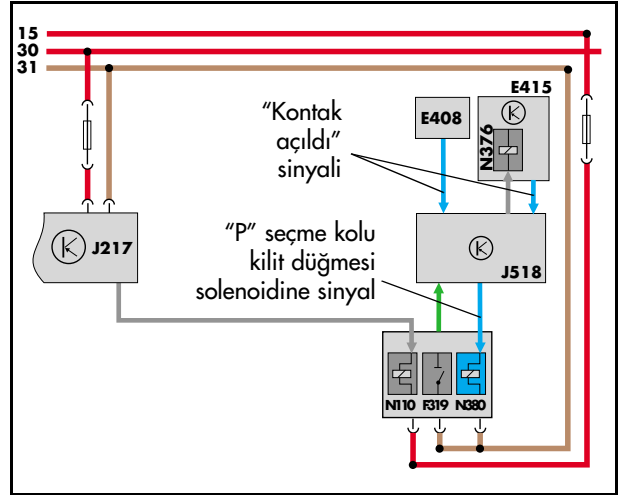 15
30
31
E415
"Kontak
açıldı"
sinyali
E408
N376
J217
"P" seçme kolu
kilit düğmesi
solenoidine sinyal
J518
N110 F319 N380